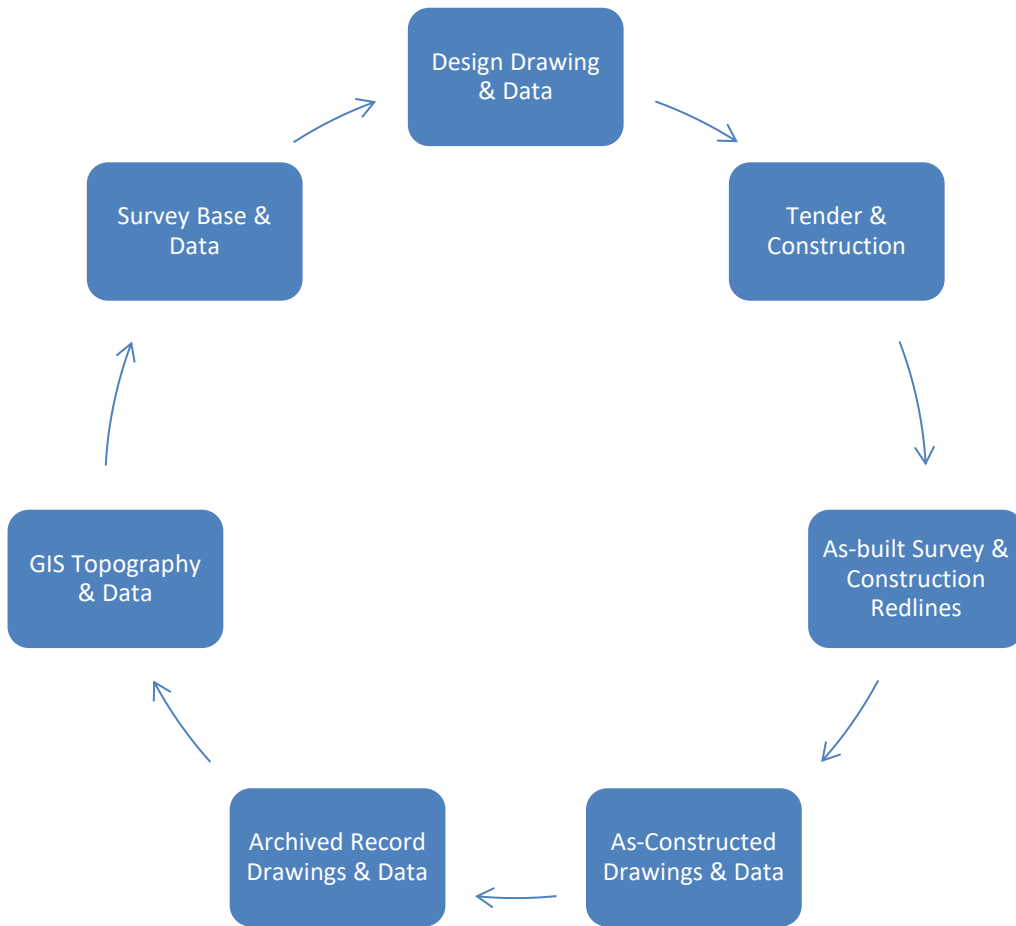 Design Drawing
& Data
Tender &
Construction
As-built Survey &
Construction
Redlines
As-Constructed
Drawings & Data
Archived Record
Drawings & Data
GIS Topography
& Data
Survey Base &
Data